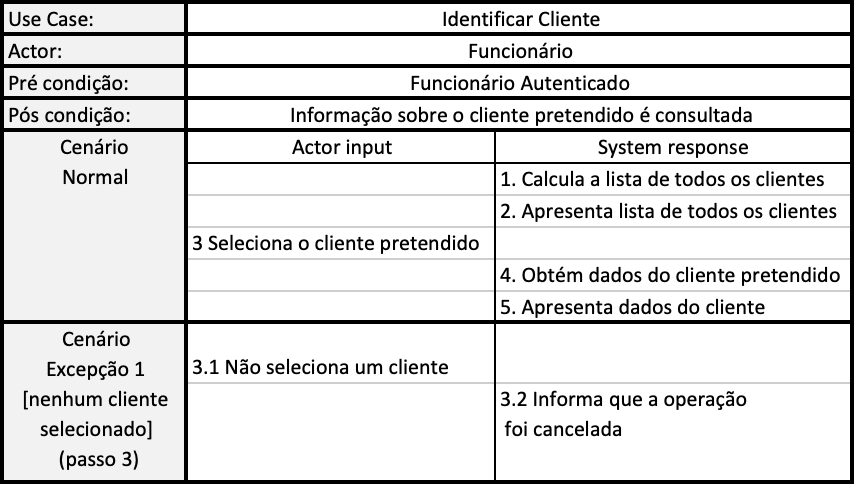 Use Case: Identificar Cliente
Actor: Funcionário
Pré condição: Funcionário Autenticado
Pós condição: Informação sobre o cliente pretendido é consultada
Cenário Normal
Actor input System response
1. Calcula a lista de todos os clientes
2. Apresenta lista de todos os clientes
3 Seleciona o cliente pretendido
4. Obtém dados do cliente pretendido
5. Apresenta dados do cliente
Cenário
Excepção 1
[nenhum cliente
selecionado]
(passo 3)
3.1 Não seleciona um cliente
3.2 Informa que a operação
foi cancelada